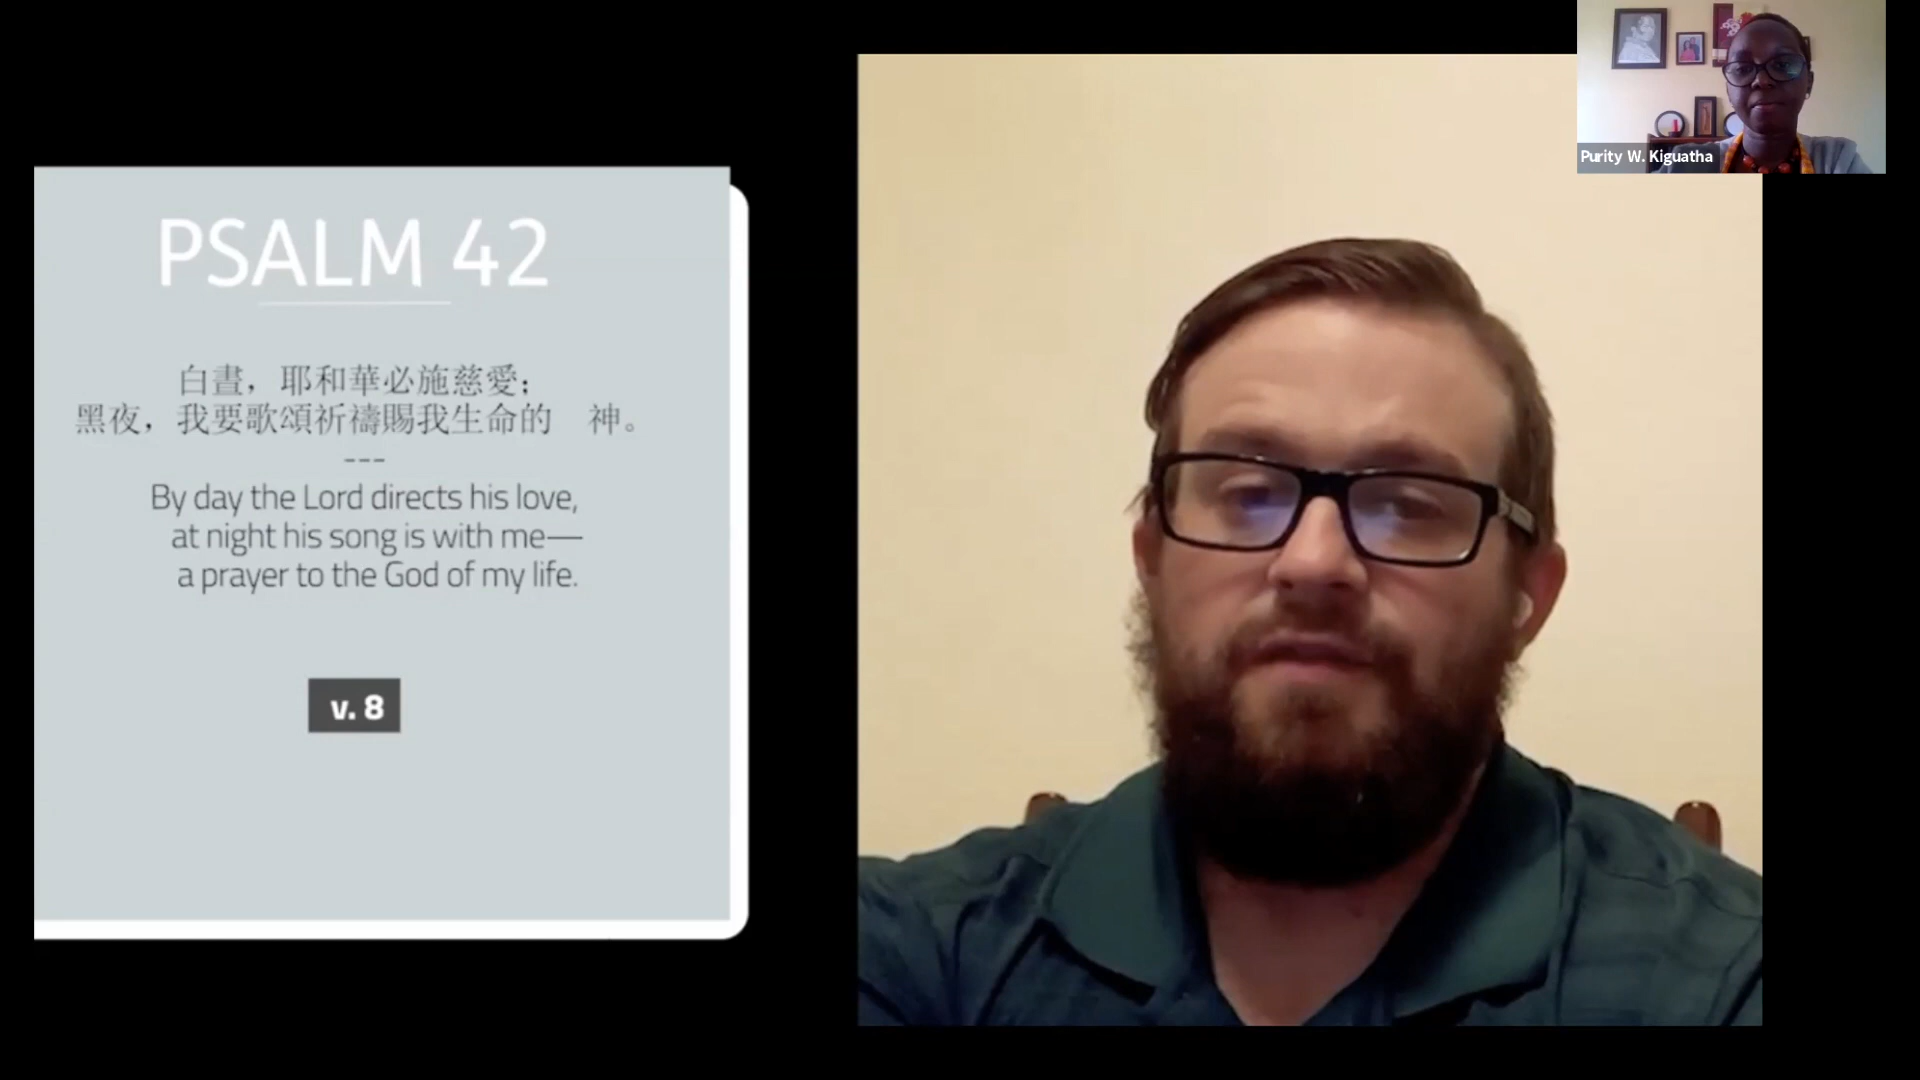 PSALM 42
白晝，耶和華必施慈愛；
黑夜，我要歌頌祈禱賜我生命的　神。
---
By day the Lord directs his love,
at night his song is with me—
a prayer to the God of my life.
v. 8
Purity W. Kiguatha